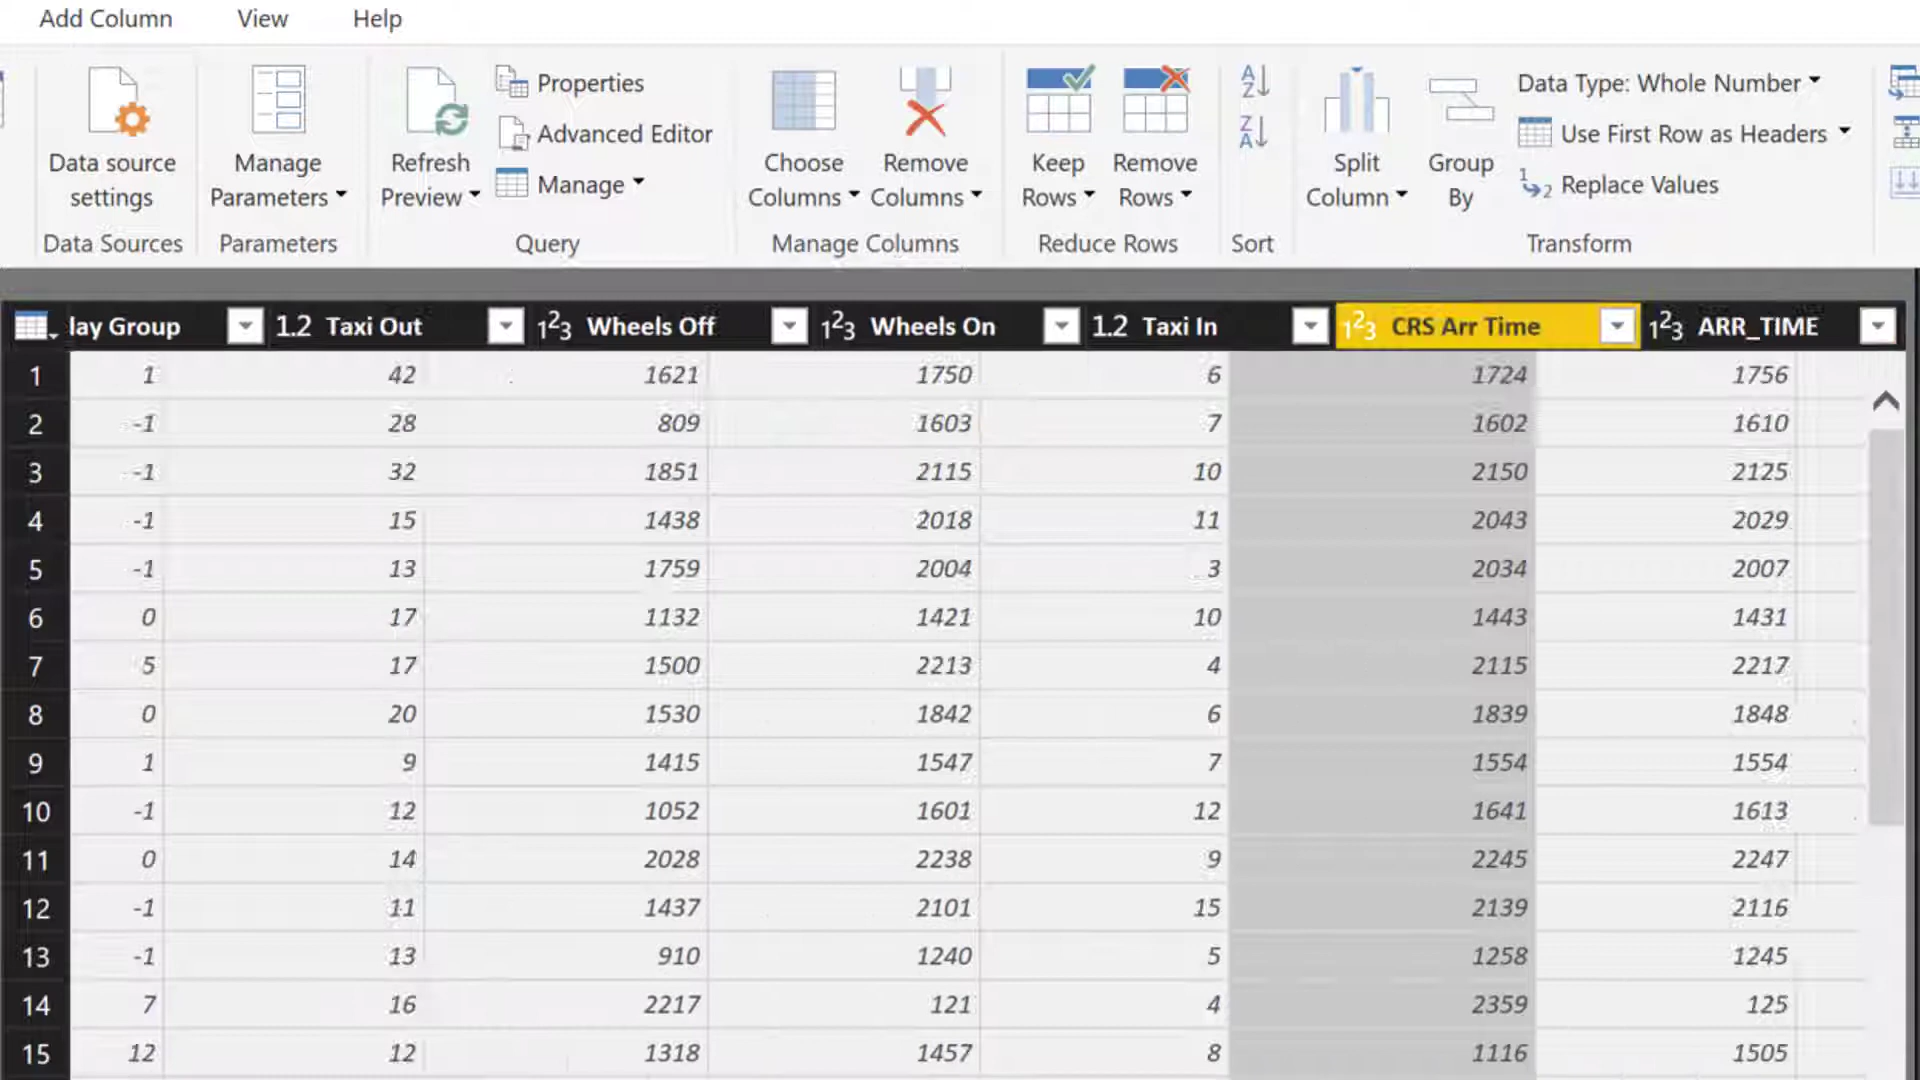 Add Column View Help
Properties
Advanced Editor
Manage
Data source settings
Manage Parameters
Refresh Preview
Choose Columns
Remove Columns
Keep Rows
Remove Rows
Split Column
Group By
Data Type: Whole Number
Use First Row as Headers
Replace Values
Data Sources Parameters Query Manage Columns Reduce Rows Sort Transform
lay Group 1.2 Taxi Out 123 Wheels Off 123 Wheels On 1.2 Taxi In 123 CRS Arr Time 123 ARR_TIME
1 1 42 1621 1750 6 1724 1756
2 -1 28 809 1603 7 1602 1610
3 -1 32 1851 2115 10 2150 2125
4 -1 15 1438 2018 11 2043 2029
5 -1 13 1759 2004 3 2034 2007
6 0 17 1132 1421 10 1443 1431
7 5 17 1500 2213 4 2115 2217
8 0 20 1530 1842 6 1839 1848
9 1 9 1415 1547 7 1554 1554
10 -1 12 1052 1601 12 1641 1613
11 0 14 2028 2238 9 2245 2247
12 -1 11 1437 2101 15 2139 2116
13 -1 13 910 1240 5 1258 1245
14 7 16 2217 121 4 2359 125
15 12 12 1318 1457 8 1116 1505